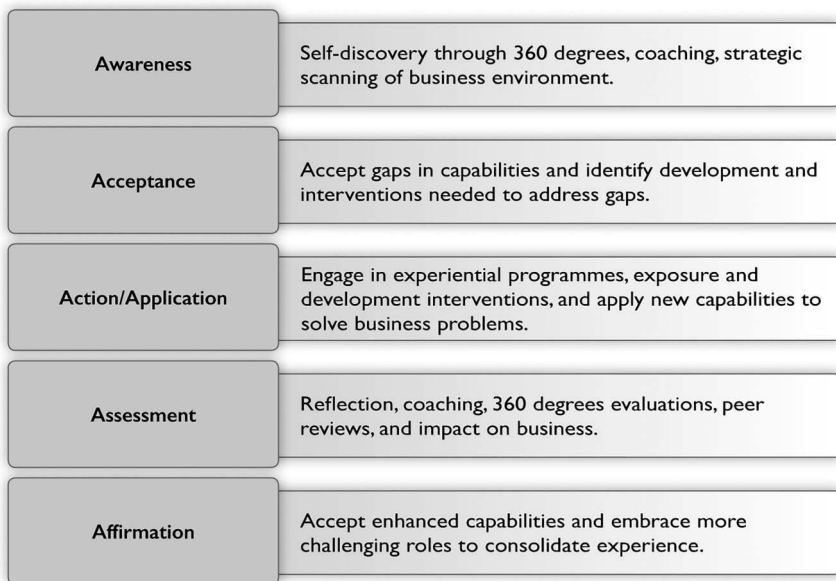 Awareness
Self-discovery through 360 degrees, coaching, strategic
scanning of business environment.
Acceptance
Accept gaps in capabilities and identify development and
interventions needed to address gaps.
Action/Application
Engage in experiential programmes, exposure and
development interventions, and apply new capabilities to
solve business problems.
Assessment
Reflection, coaching, 360 degrees evaluations, peer
reviews, and impact on business.
Affirmation
Accept enhanced capabilities and embrace more
challenging roles to consolidate experience.